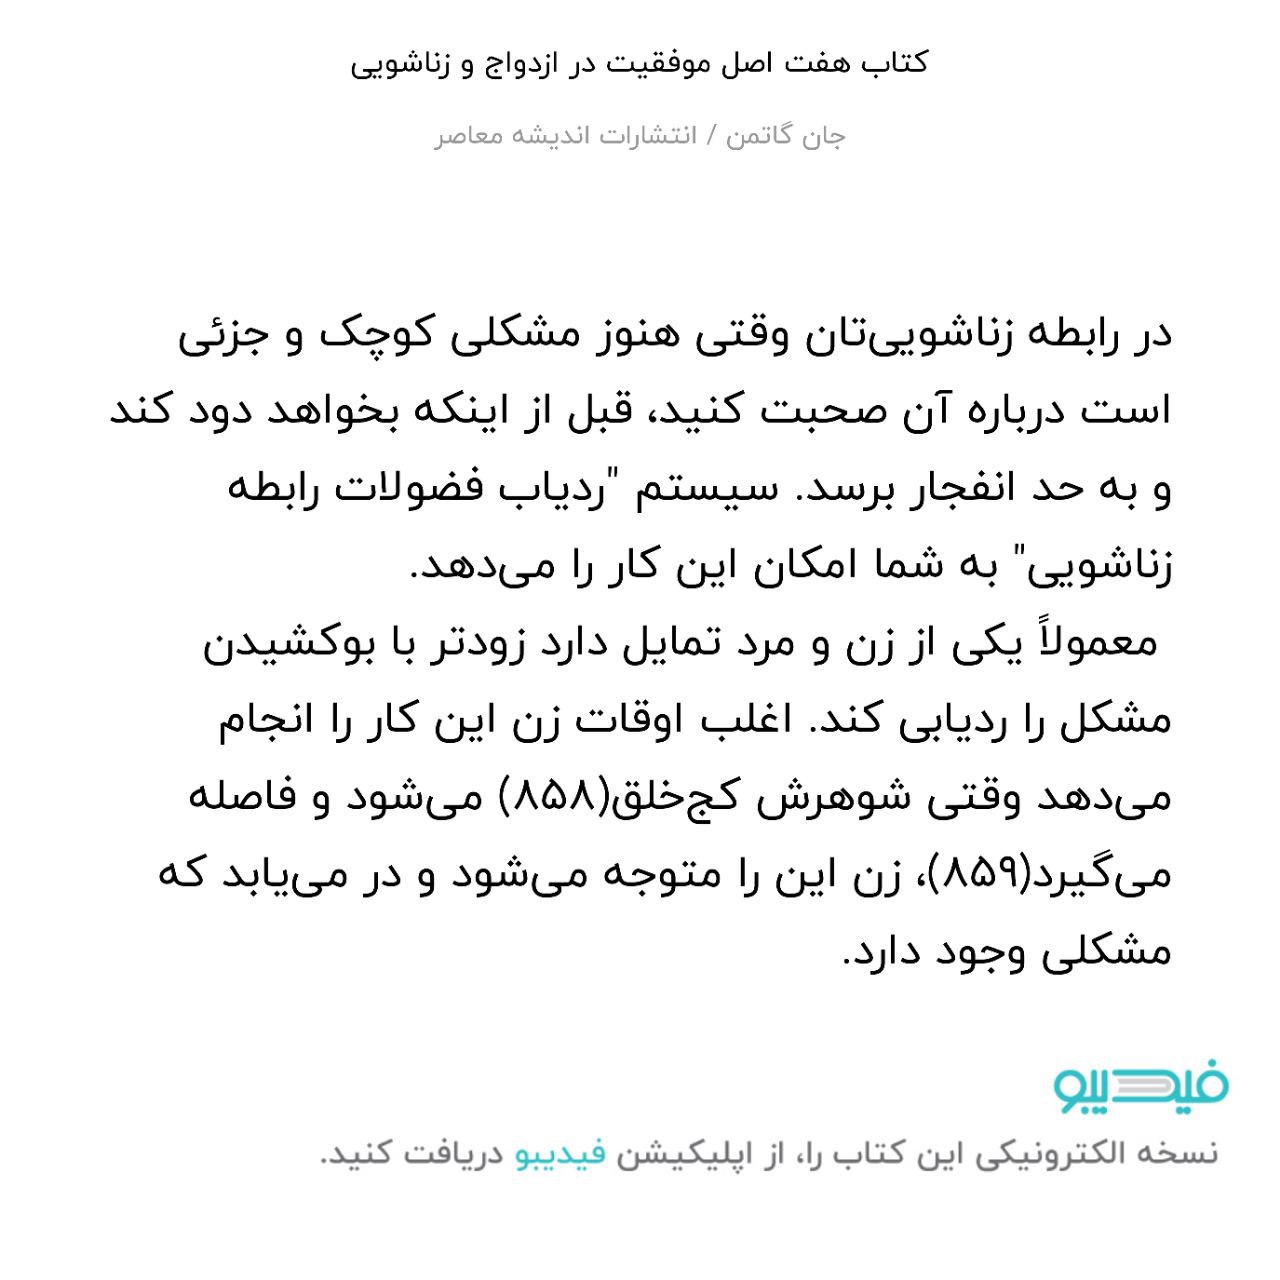 کتاب هفت اصل موفقیت در ازدواج و زناشویی
جان گاتمن / انتشارات اندیشه معاصر
در رابطه زناشویی‌تان وقتی هنوز مشکلی کوچک و جزئی
است درباره آن صحبت کنید، قبل از اینکه بخواهد دود کند
و به حد انفجار برسد. سیستم "ردیاب فضولات رابطه
زناشویی" به شما امکان این کار را می‌دهد.
معمولاً یکی از زن و مرد تمایل دارد زودتر با بوکشیدن
مشکل را ردیابی کند. اغلب اوقات زن این کار را انجام
می‌دهد وقتی شوهرش کج‌خلق(۸۵۸) می‌شود و فاصله
می‌گیرد(۸۵۹)، زن این را متوجه می‌شود و در می‌یابد که
مشکلی وجود دارد.
فیدیبو
نسخه الکترونیکی این کتاب را، از اپلیکیشن فیدیبو دریافت کنید.